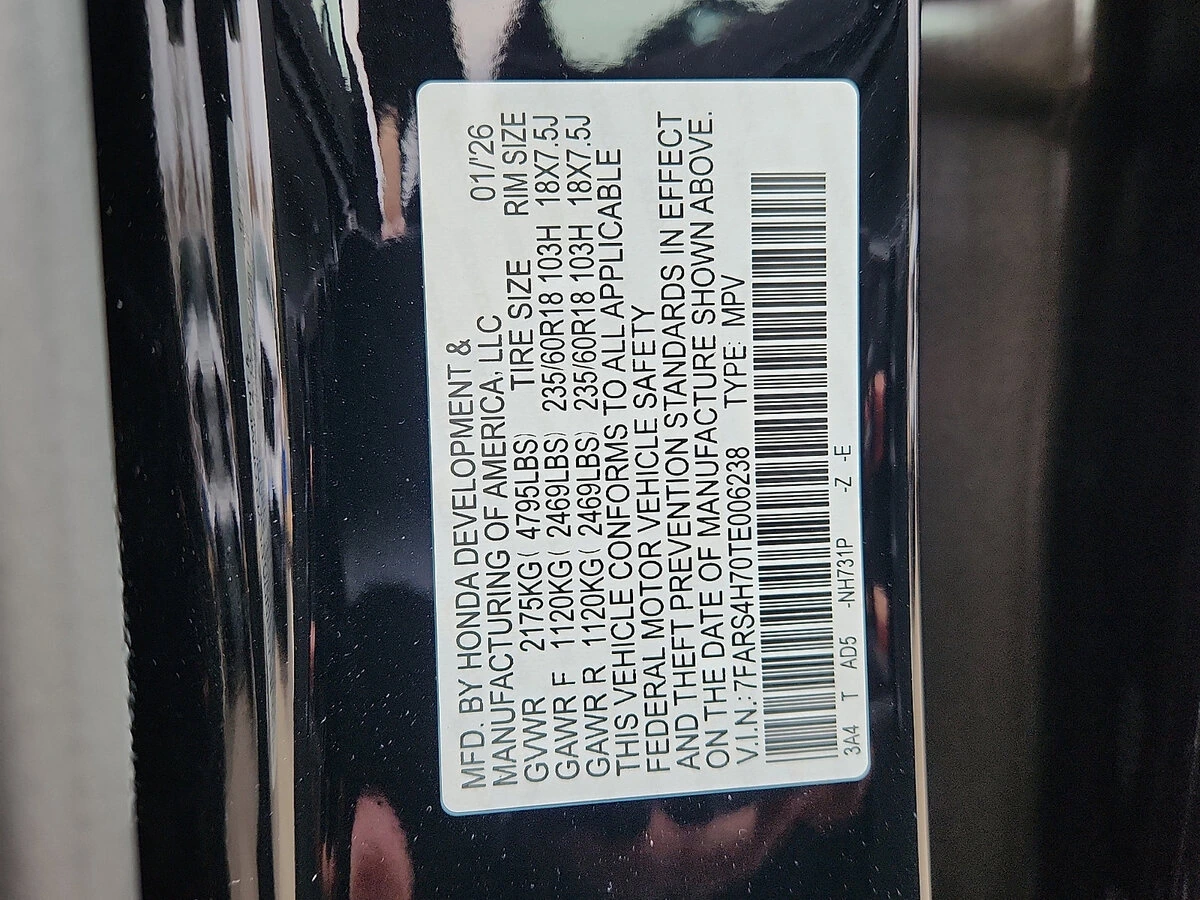 MFD. BY HONDA DEVELOPMENT &
MANUFACTURING OF AMERICA, LLC 01/'26
GVWR 2175KG ( 4795LBS) TIRE SIZE RIM SIZE
GAWR F 1120KG ( 2469LBS) 235/60R18 103H 18X7.5J
GAWR R 1120KG ( 2469LBS) 235/60R18 103H 18X7.5J
THIS VEHICLE CONFORMS TO ALL APPLICABLE
FEDERAL MOTOR VEHICLE SAFETY
AND THEFT PREVENTION STANDARDS IN EFFECT
ON THE DATE OF MANUFACTURE SHOWN ABOVE.
V.I.N.:7FARS4H70TE006238 TYPE: MPV
3A4 T AD5 -NH731P -Z -E